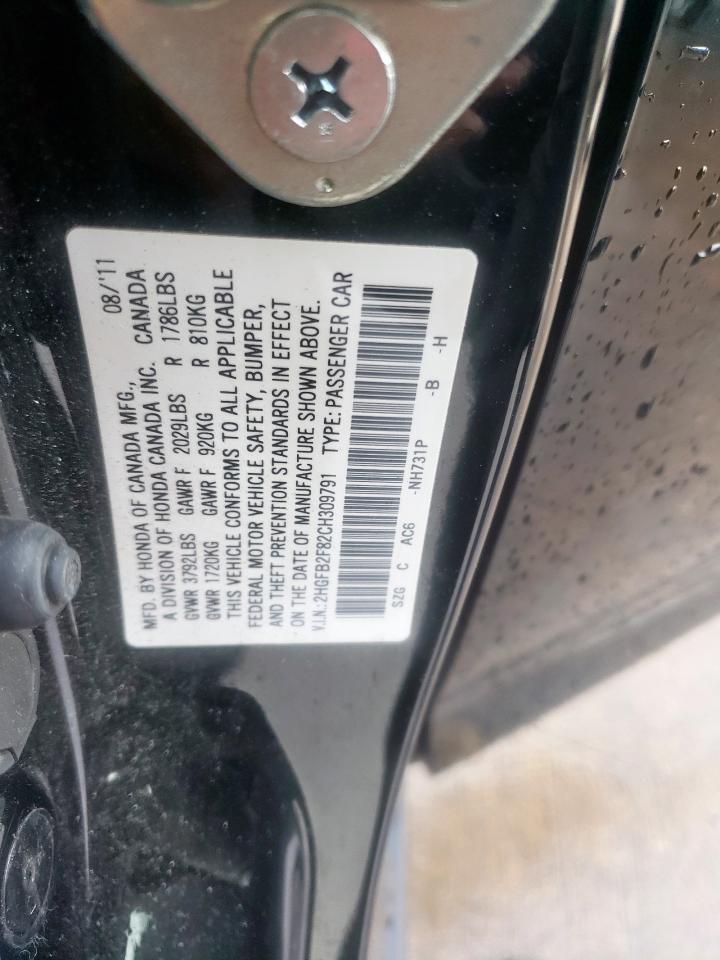 MFD. BY HONDA OF CANADA MFG., 08/'11
A DIVISION OF HONDA CANADA INC. CANADA
GVWR 3792LBS GAWR F 2029LBS R 1786LBS
GVWR 1720KG GAWR F 920KG R 810KG
THIS VEHICLE CONFORMS TO ALL APPLICABLE
FEDERAL MOTOR VEHICLE SAFETY, BUMPER,
AND THEFT PREVENTION STANDARDS IN EFFECT
ON THE DATE OF MANUFACTURE SHOWN ABOVE.
V.I.N.:2HGFB2F82CH309791 TYPE: PASSENGER CAR
SZG C AC6 -NH731P -B -H